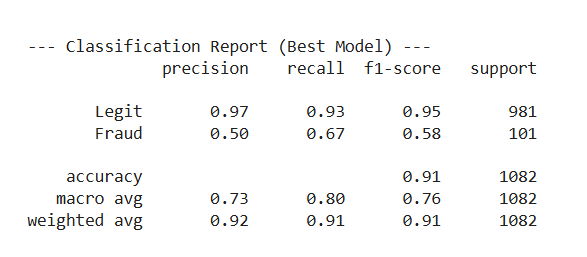 --- Classification Report (Best Model) ---
precision recall f1-score support
Legit 0.97 0.93 0.95 981
Fraud 0.50 0.67 0.58 101
accuracy 0.91 1082
macro avg 0.73 0.80 0.76 1082
weighted avg 0.92 0.91 0.91 1082